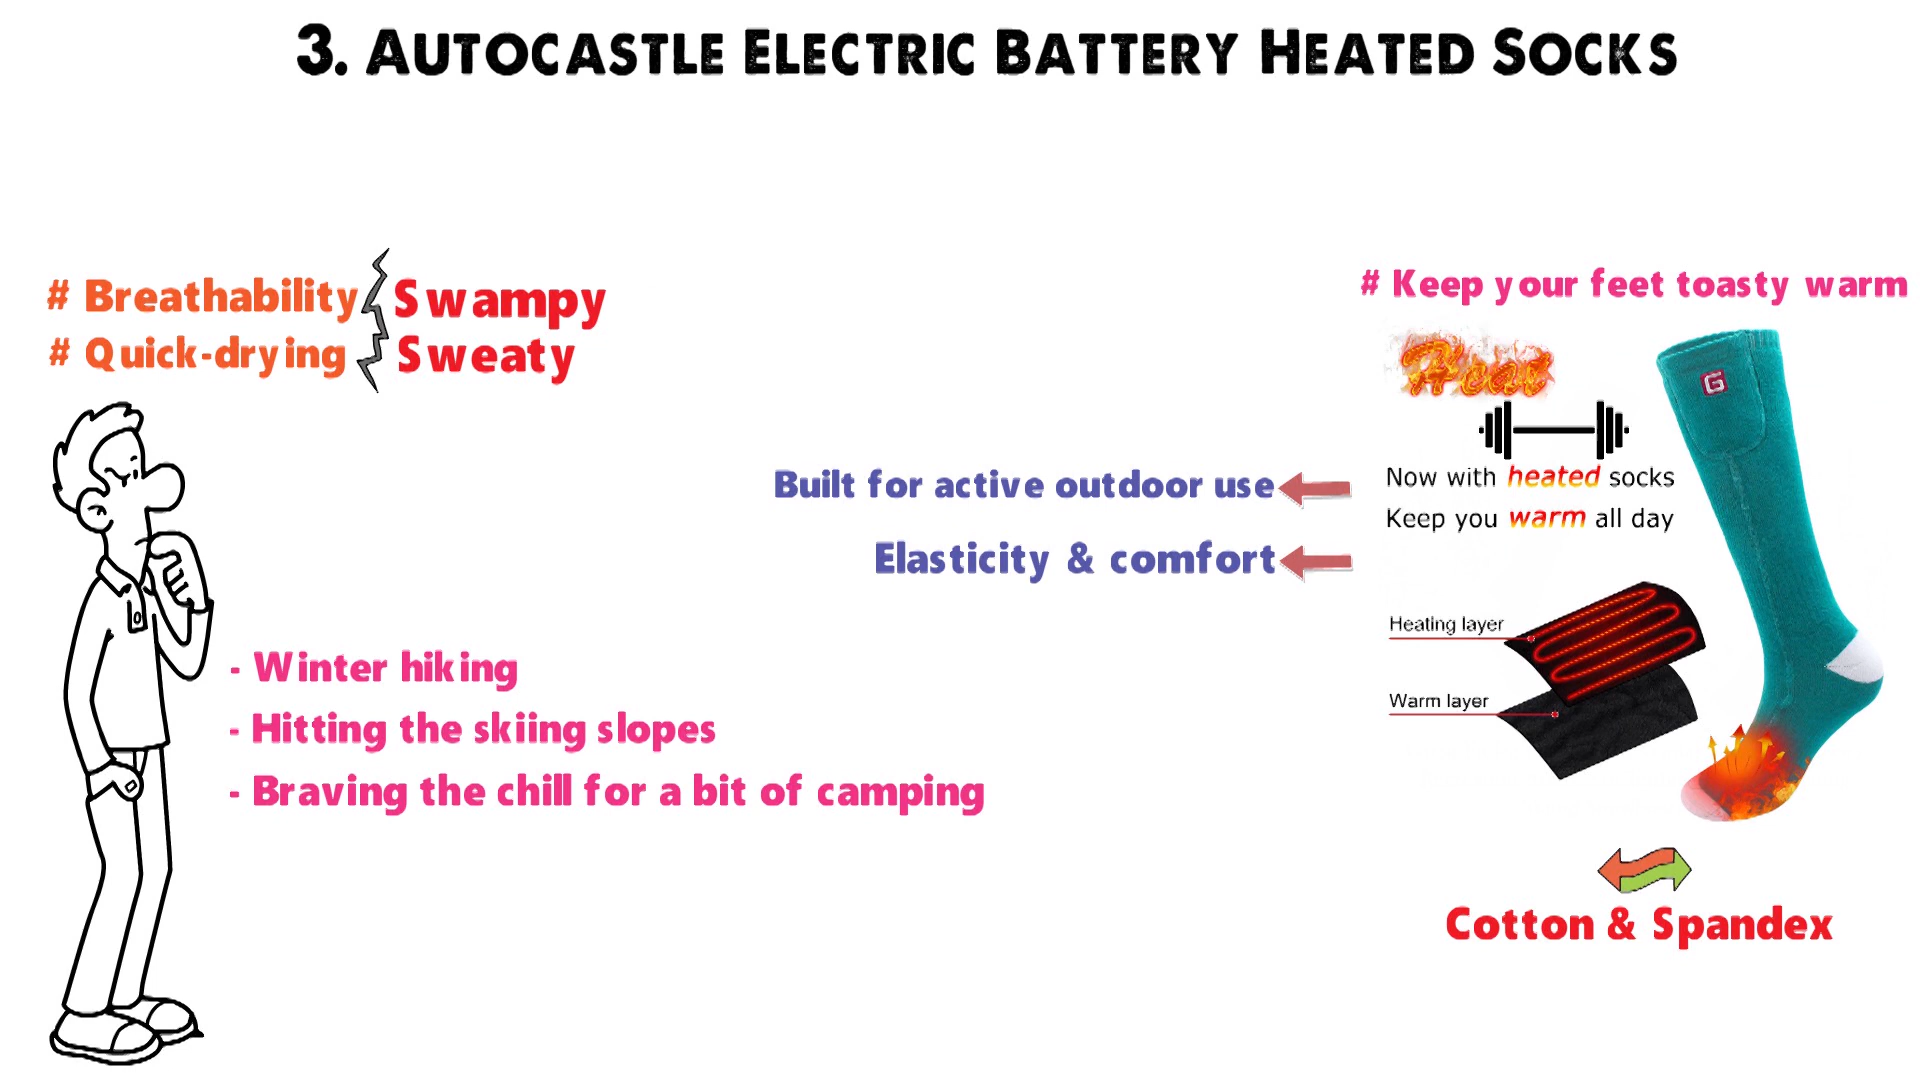 3. AUTOCASTLE ELECTRIC BATTERY HEATED SOCKS
# Breathability
# Quick-drying
Swampy
Sweaty
# Keep your feet toasty warm
Heat
G
Now with heated socks
Keep you warm all day
Built for active outdoor use
Elasticity & comfort
Heating layer
Warm layer
- Winter hiking
- Hitting the skiing slopes
- Braving the chill for a bit of camping
Cotton & Spandex